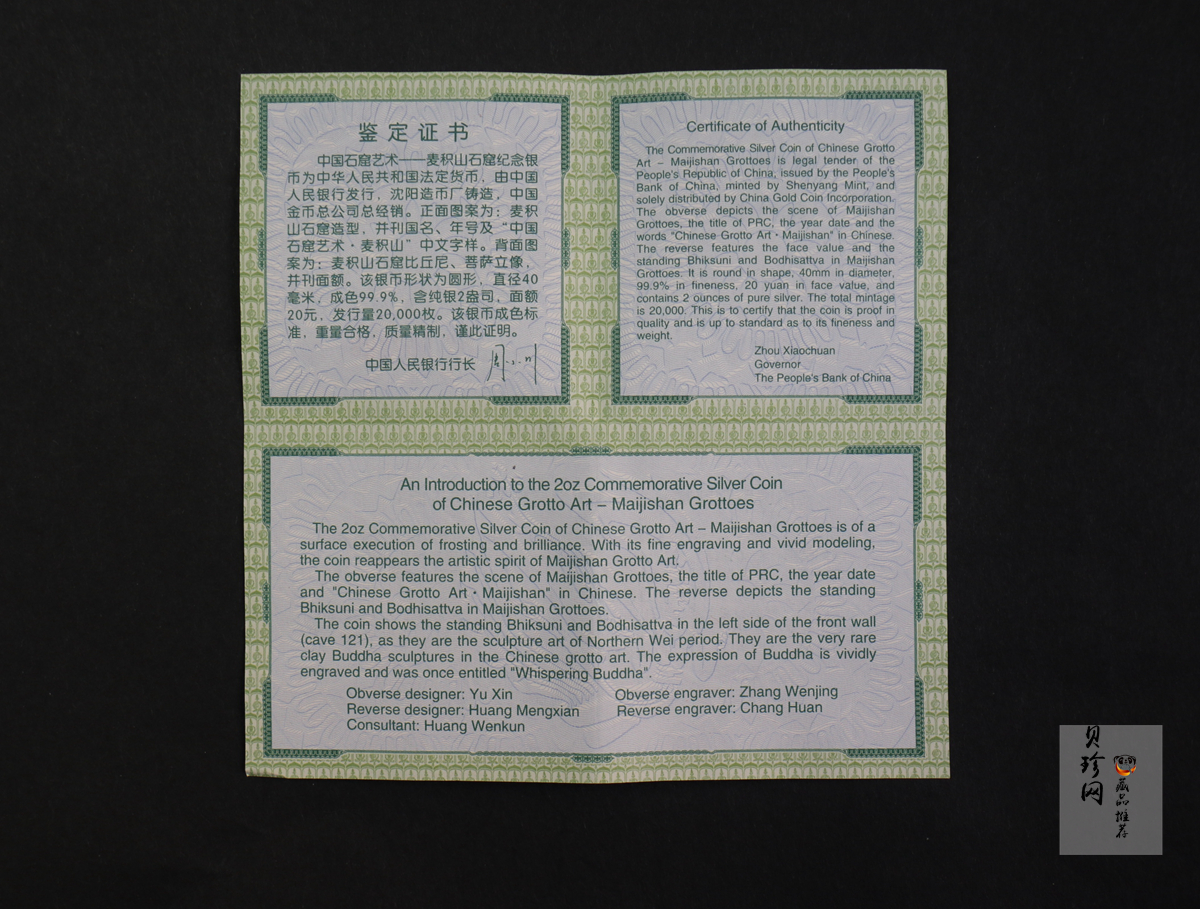 鉴定证书
中国石窟艺术——麦积山石窟纪念银
币为中华人民共和国法定货币，由中国
人民银行发行，沈阳造币厂铸造，中国
金币总公司总经销。正面图案为：麦积
山石窟造型，并刊国名、年号及“中国
石窟艺术·麦积山”中文字样。背面图
案为：麦积山石窟比丘尼、菩萨立像，
并刊面额。该银币形状为圆形，直径40
毫米，成色99.9%，含纯银2盎司，面额
20元，发行量20,000枚。该银币成色标
准，重量合格，质量精制，谨此证明。
中国人民银行行长
Certificate of Authenticity
The Commemorative Silver Coin of Chinese Grotto
Art – Maijishan Grottoes is legal tender of the
People's Republic of China, issued by the People's
Bank of China, minted by Shenyang Mint, and
solely distributed by China Gold Coin Incorporation.
The obverse depicts the scene of Maijishan
Grottoes, the title of PRC, the year date and the
words "Chinese Grotto Art · Maijishan" in Chinese.
The reverse features the face value and the
standing Bhiksuni and Bodhisattva in Maijishan
Grottoes. It is round in shape, 40mm in diameter,
99.9% in fineness, 20 yuan in face value, and
contains 2 ounces of pure silver. The total mintage
is 20,000. This is to certify that the coin is proof in
quality and is up to standard as to its fineness and
weight.
Zhou Xiaochuan
Governor
The People's Bank of China
An Introduction to the 2oz Commemorative Silver Coin
of Chinese Grotto Art – Maijishan Grottoes
The 2oz Commemorative Silver Coin of Chinese Grotto Art – Maijishan Grottoes is of a
surface execution of frosting and brilliance. With its fine engraving and vivid modeling,
the coin reappears the artistic spirit of Maijishan Grotto Art.
The obverse features the scene of Maijishan Grottoes, the title of PRC, the year date
and "Chinese Grotto Art · Maijishan" in Chinese. The reverse depicts the standing
Bhiksuni and Bodhisattva in Maijishan Grottoes.
The coin shows the standing Bhiksuni and Bodhisattva in the left side of the front wall
(cave 121), as they are the sculpture art of Northern Wei period. They are the very rare
clay Buddha sculptures in the Chinese grotto art. The expression of Buddha is vividly
engraved and was once entitled "Whispering Buddha".
Obverse designer: Yu Xin
Obverse engraver: Zhang Wenjing
Reverse designer: Huang Mengxian
Reverse engraver: Chang Huan
Consultant: Huang Wenkun
贝珍网
藏品推荐